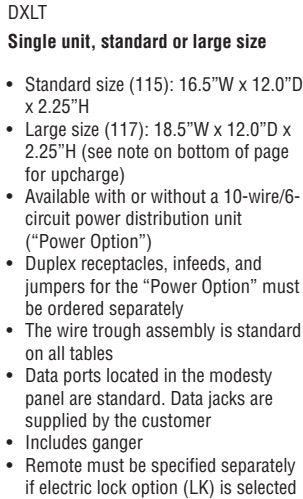 DXLT
Single unit, standard or large size
• Standard size (115): 16.5”W x 12.0”D
x 2.25”H
• Large size (117): 18.5”W x 12.0”D x
2.25”H (see note on bottom of page
for upcharge)
• Available with or without a 10-wire/6-
circuit power distribution unit
(“Power Option”)
• Duplex receptacles, infeeds, and
jumpers for the “Power Option” must
be ordered separately
• The wire trough assembly is standard
on all tables
• Data ports located in the modesty
panel are standard. Data jacks are
supplied by the customer
• Includes ganger
• Remote must be specified separately
if electric lock option (LK) is selected